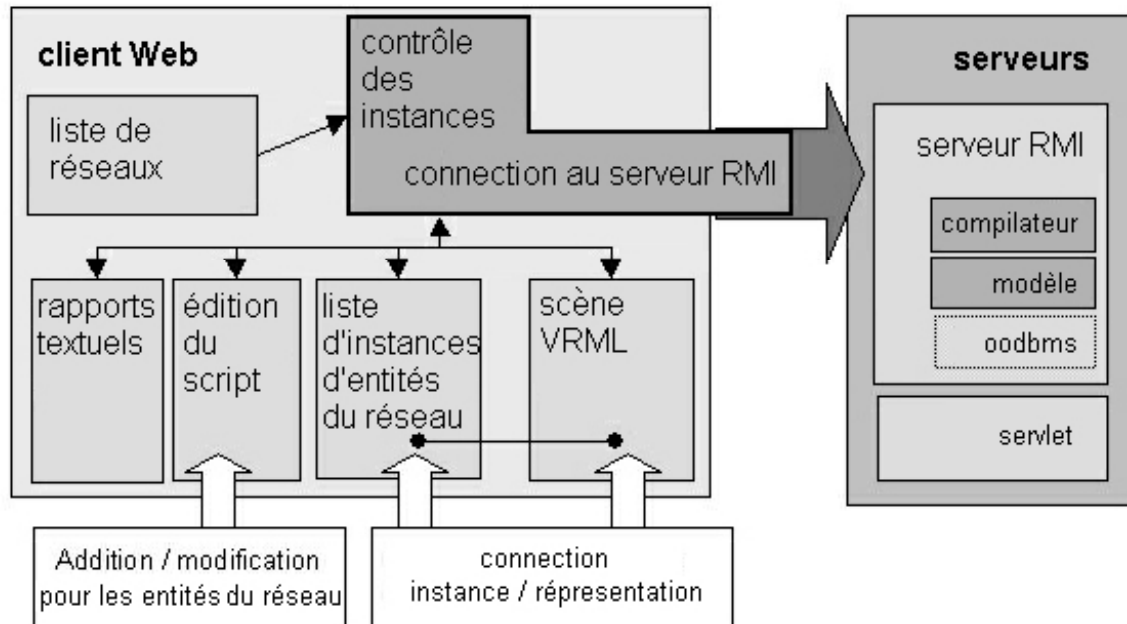 client Web
contrôle
des
instances
connection au serveur RMI
liste de
réseaux
rapports
textuels
édition
du
script
liste
d'instances
d'entités
du réseau
scène
VRML
Addition / modification
pour les entités du réseau
connection
instance / répresentation
serveurs
serveur RMI
compilateur
modèle
oodbms
servlet